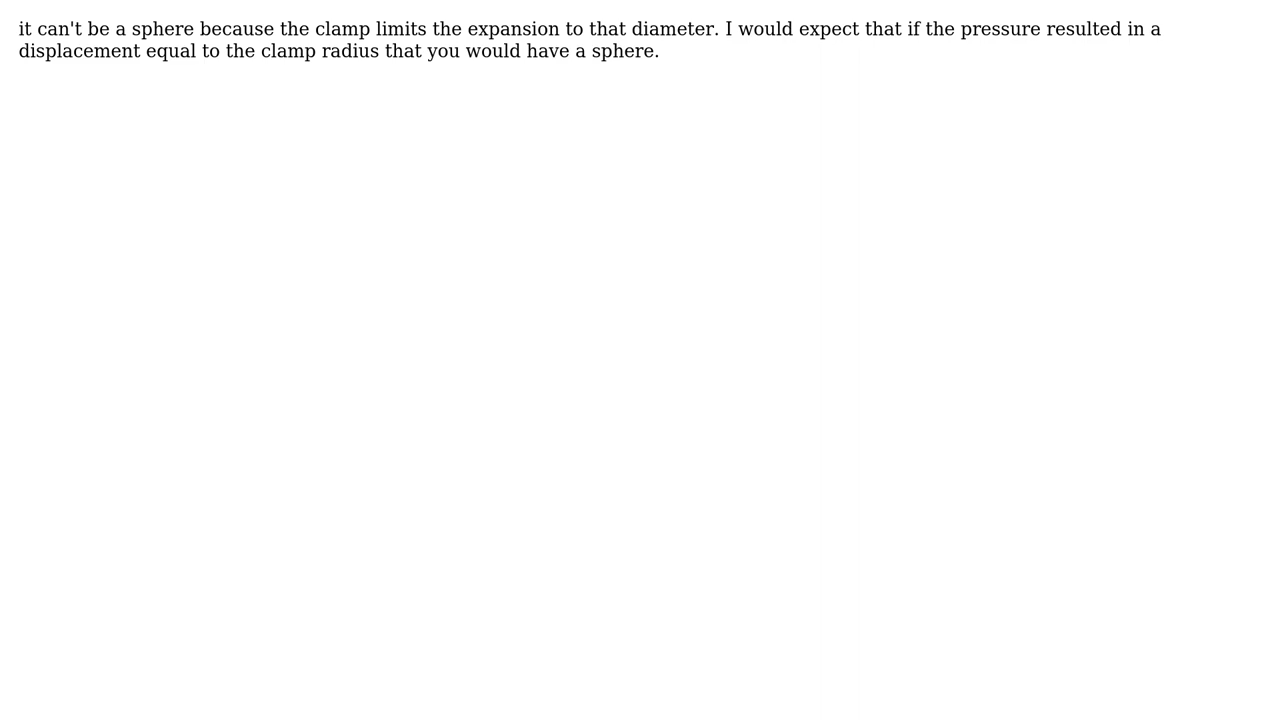 it can't be a sphere because the clamp limits the expansion to that diameter. I would expect that if the pressure resulted in a
displacement equal to the clamp radius that you would have a sphere.